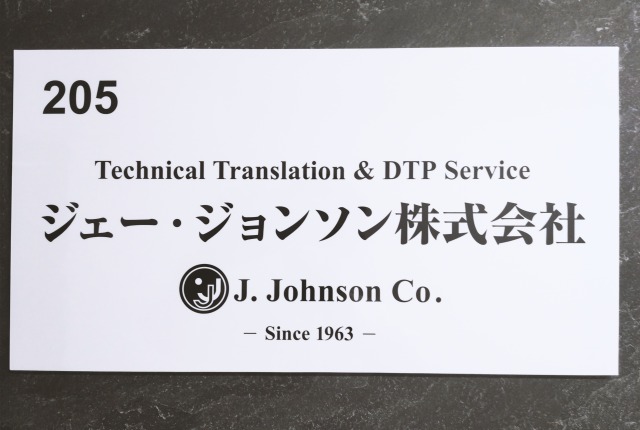 205
Technical Translation & DTP Service
ジェー・ジョンソン株式会社
J. Johnson Co.
− Since 1963 −